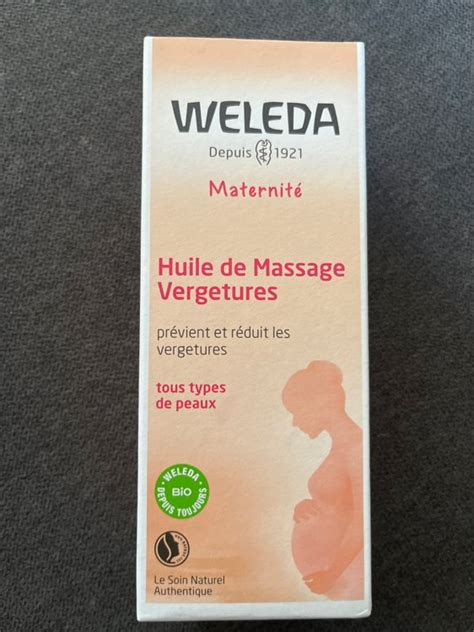 WELEDA
Depuis 1921
Maternité
Huile de Massage
Vergetures
prévient et réduit les
vergetures
tous types
de peaux
WELEDA
BIO
DEPUIS TOUJOURS
Le Soin Naturel
Authentique